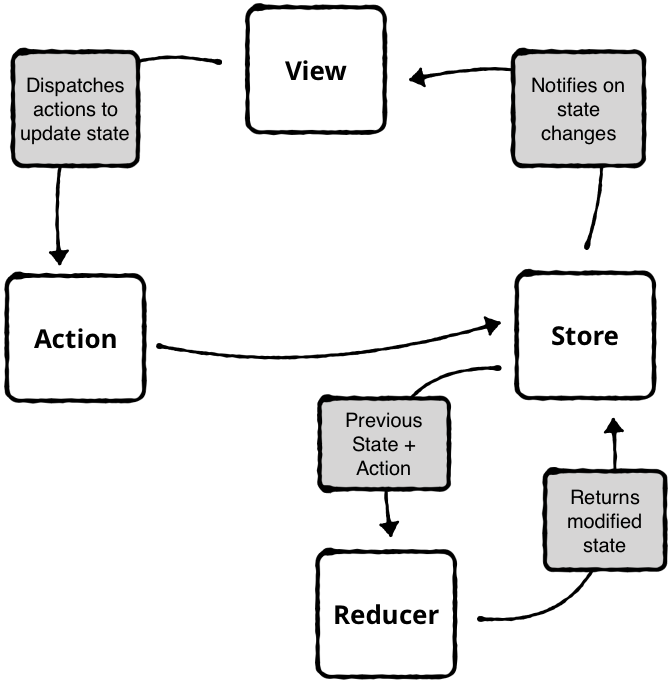 View
Dispatches
actions to
update state
Notifies on
state
changes
Action
Store
Previous
State +
Action
Returns
modified
state
Reducer